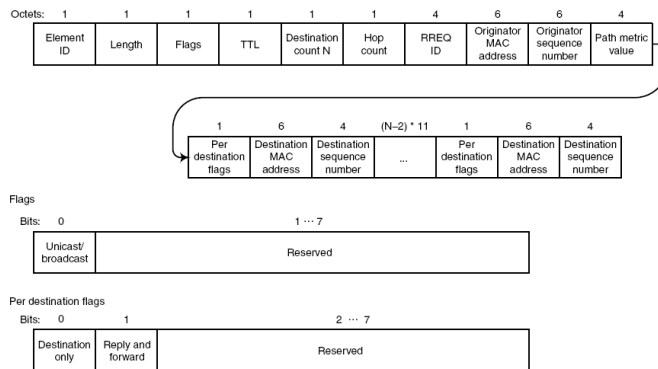 Octets: 1 1 1 1 1 1 4 6 6 4
Element ID
Length
Flags
TTL
Destination count N
Hop count
RREQ ID
Originator MAC address
Originator sequence number
Path metric value
1 6 4 (N–2) * 11 1 6 4
Per destination flags
Destination MAC address
Destination sequence number
...
Per destination flags
Destination MAC address
Destination sequence number
Flags
Bits: 0 1 ··· 7
Unicast/ broadcast
Reserved
Per destination flags
Bits: 0 1 2 ··· 7
Destination only
Reply and forward
Reserved